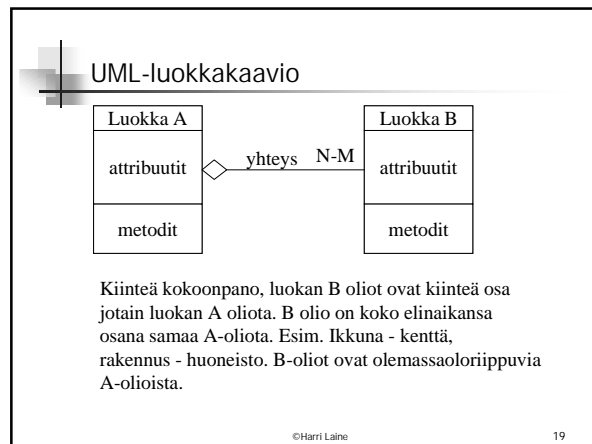 UML-luokkakaavio
Luokka A
attribuutit
metodit
yhteys N-M
Luokka B
attribuutit
metodit
Kiinteä kokoonpano, luokan B oliot ovat kiinteä osa
jotain luokan A oliota. B olio on koko elinaikansa
osana samaa A-oliota. Esim. Ikkuna - kenttä,
rakennus - huoneisto. B-oliot ovat olemassaoloriippuvia
A-olioista.
©Harri Laine 19